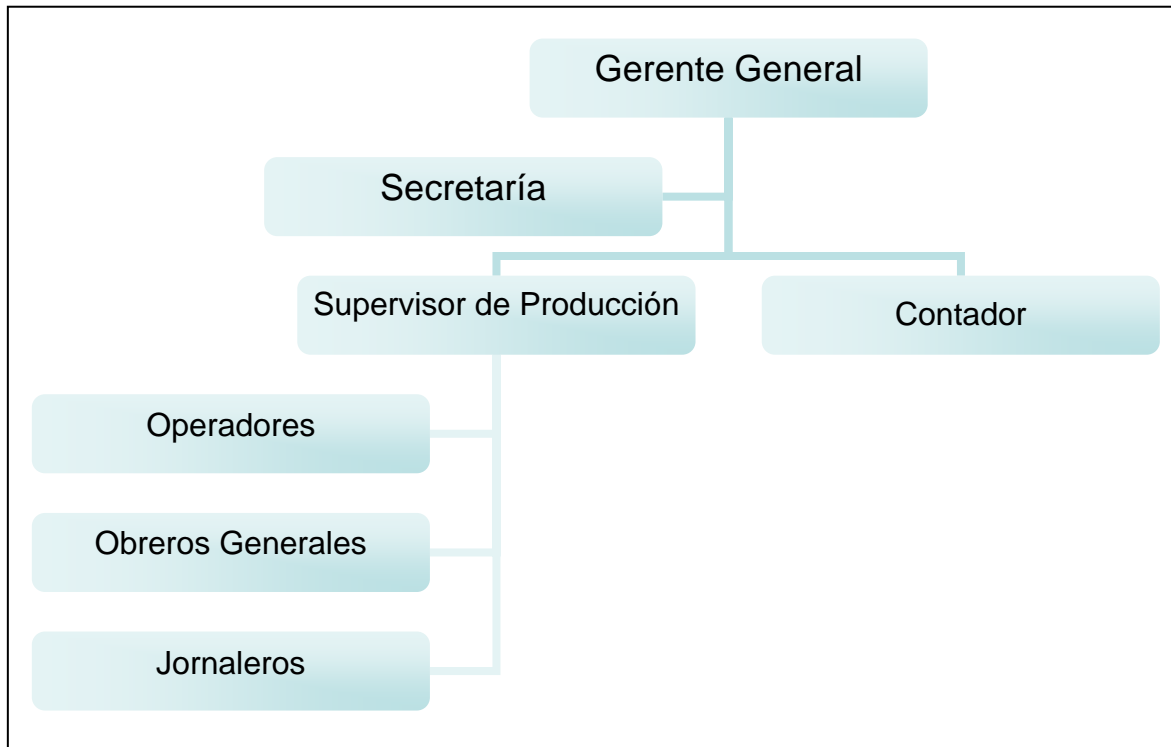 Gerente General
Secretaría
Supervisor de Producción
Contador
Operadores
Obreros Generales
Jornaleros